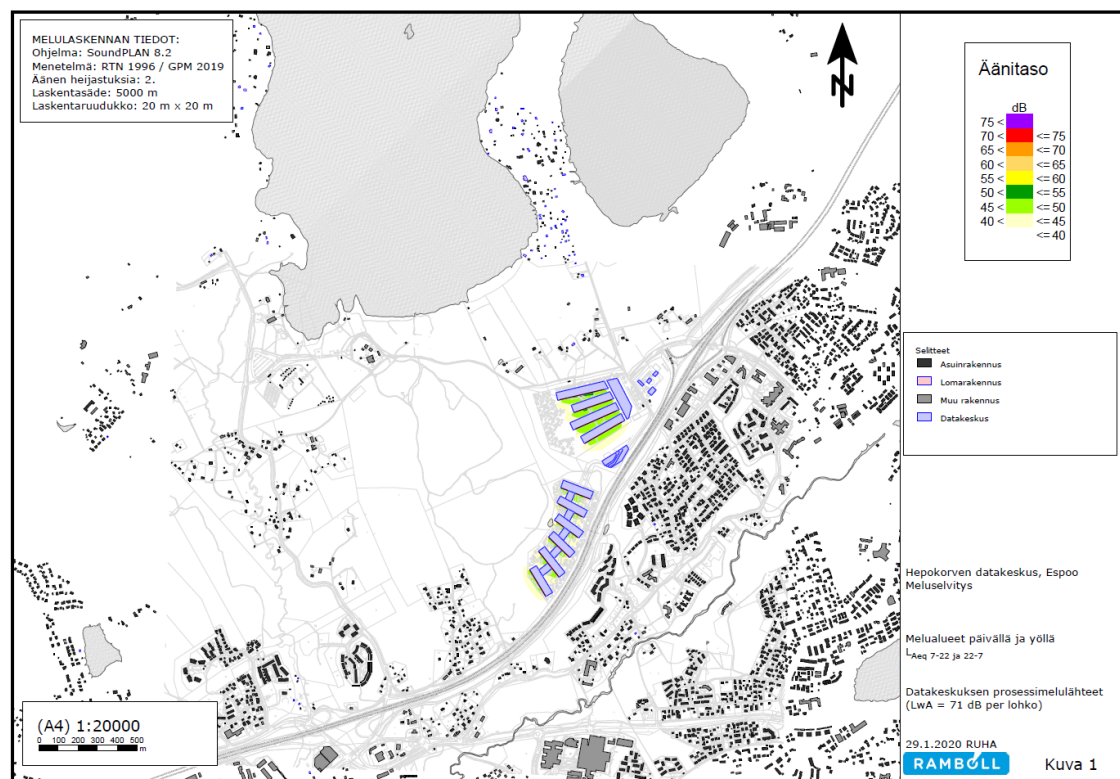 MELULASKENNAN TIEDOT:
Ohjelma: SoundPLAN 8.2
Menetelmä: RTN 1996 / GPM 2019
Äänen heijastuksia: 2.
Laskentasäde: 5000 m
Laskentaruudukko: 20 m x 20 m
N
Äänitaso
dB
75 <
70 < <= 75
65 < <= 70
60 < <= 65
55 < <= 60
50 < <= 55
45 < <= 50
40 < <= 45
<= 40
Selitteet
Asuinrakennus
Lomarakennus
Muu rakennus
Datakeskus
Hepokorven datakeskus, Espoo
Meluselvitys
Melualueet päivällä ja yöllä
LAeq 7-22 ja 22-7
Datakeskuksen prosessimelulähteet
(LwA = 71 dB per lohko)
(A4) 1:20000
0 100 200 300 400 500
m
29.1.2020 RUHA
RAMBOLL Kuva 1